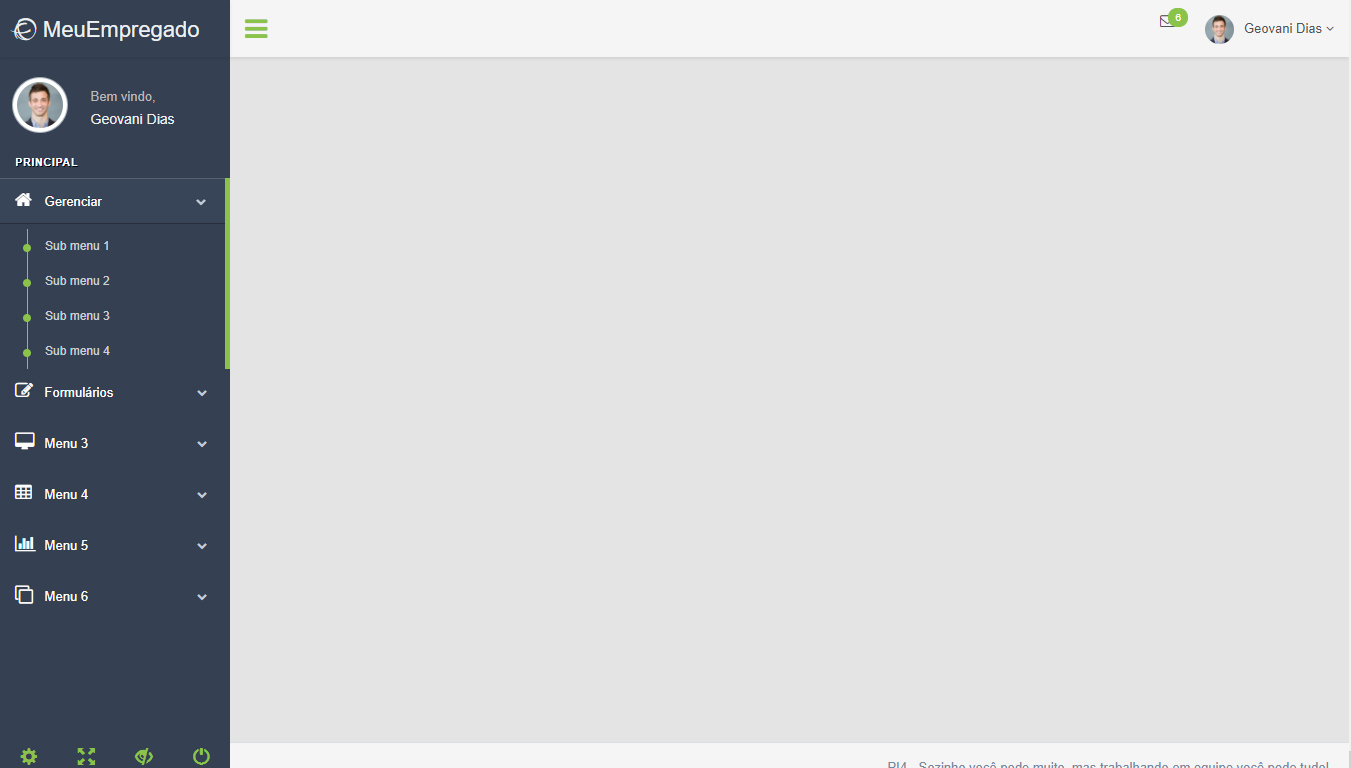 MeuEmpregado
6
Geovani Dias
Bem vindo,
Geovani Dias
PRINCIPAL
Gerenciar
Sub menu 1
Sub menu 2
Sub menu 3
Sub menu 4
Formulários
Menu 3
Menu 4
Menu 5
Menu 6
PI4 - Sozinho você pode muito, mas trabalhando em equipe você pode tudo!